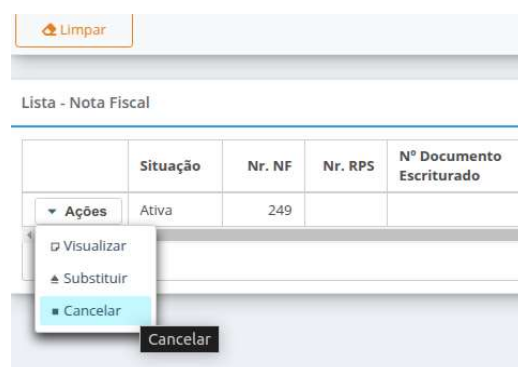 Limpar
Lista - Nota Fiscal
Situação Nr. NF Nr. RPS Nº Documento
Escriturado
Ações Ativa 249
Visualizar
Substituir
Cancelar
Cancelar